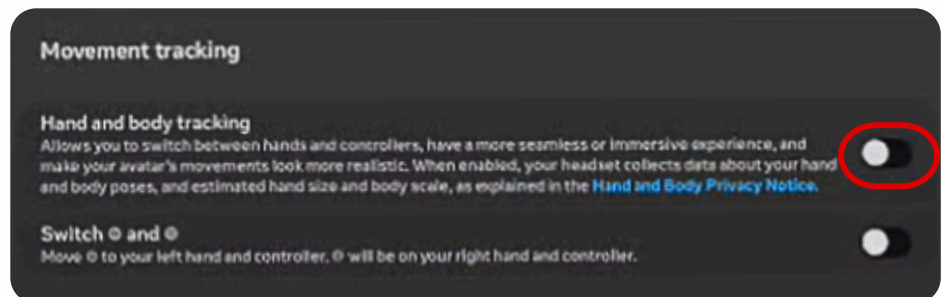 Movement tracking
Hand and body tracking
Allows you to switch between hands and controllers, have a more seamless or immersive experience, and
make your avatar's movements look more realistic. When enabled, your headset collects data about your hand
and body poses, and estimated hand size and body scale, as explained in the Hand and Body Privacy Notice.
Switch and
Move to your left hand and controller. will be on your right hand and controller.